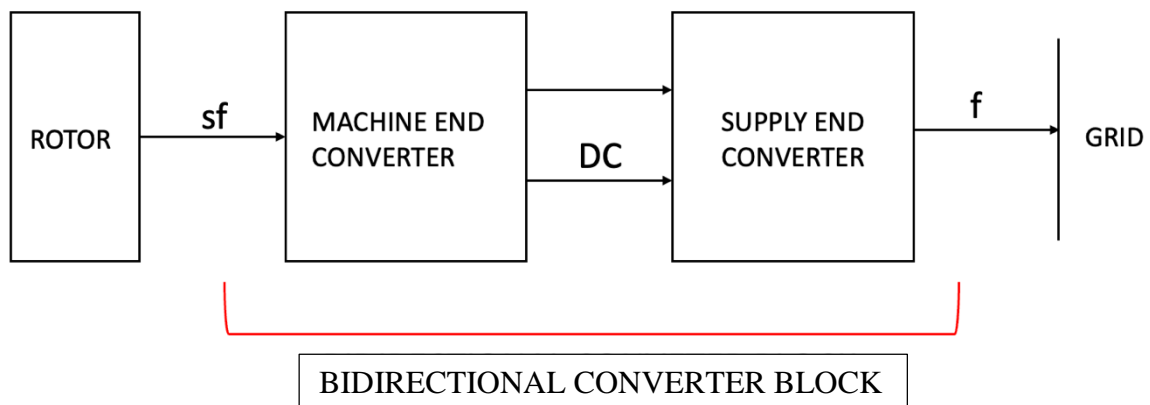 ROTOR
sf
MACHINE END
CONVERTER
DC
SUPPLY END
CONVERTER
f
GRID
BIDIRECTIONAL CONVERTER BLOCK